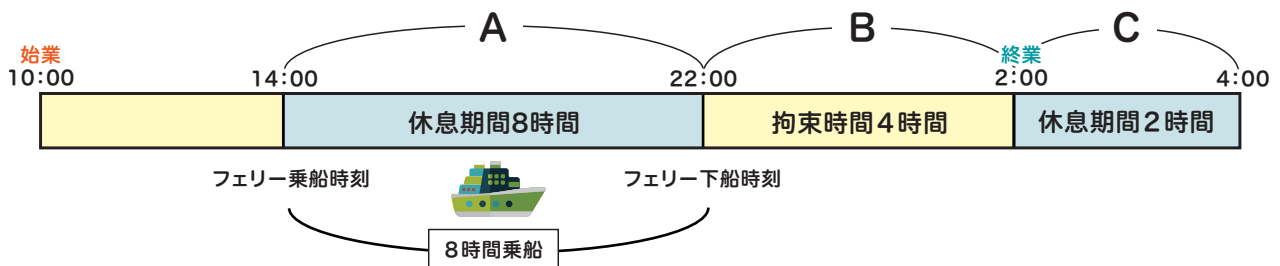 A
B
C
始業
10:00
14:00
22:00
終業
2:00
4:00
休息期間8時間
拘束時間4時間
休息期間2時間
フェリー乗船時刻
フェリー下船時刻
8時間乗船